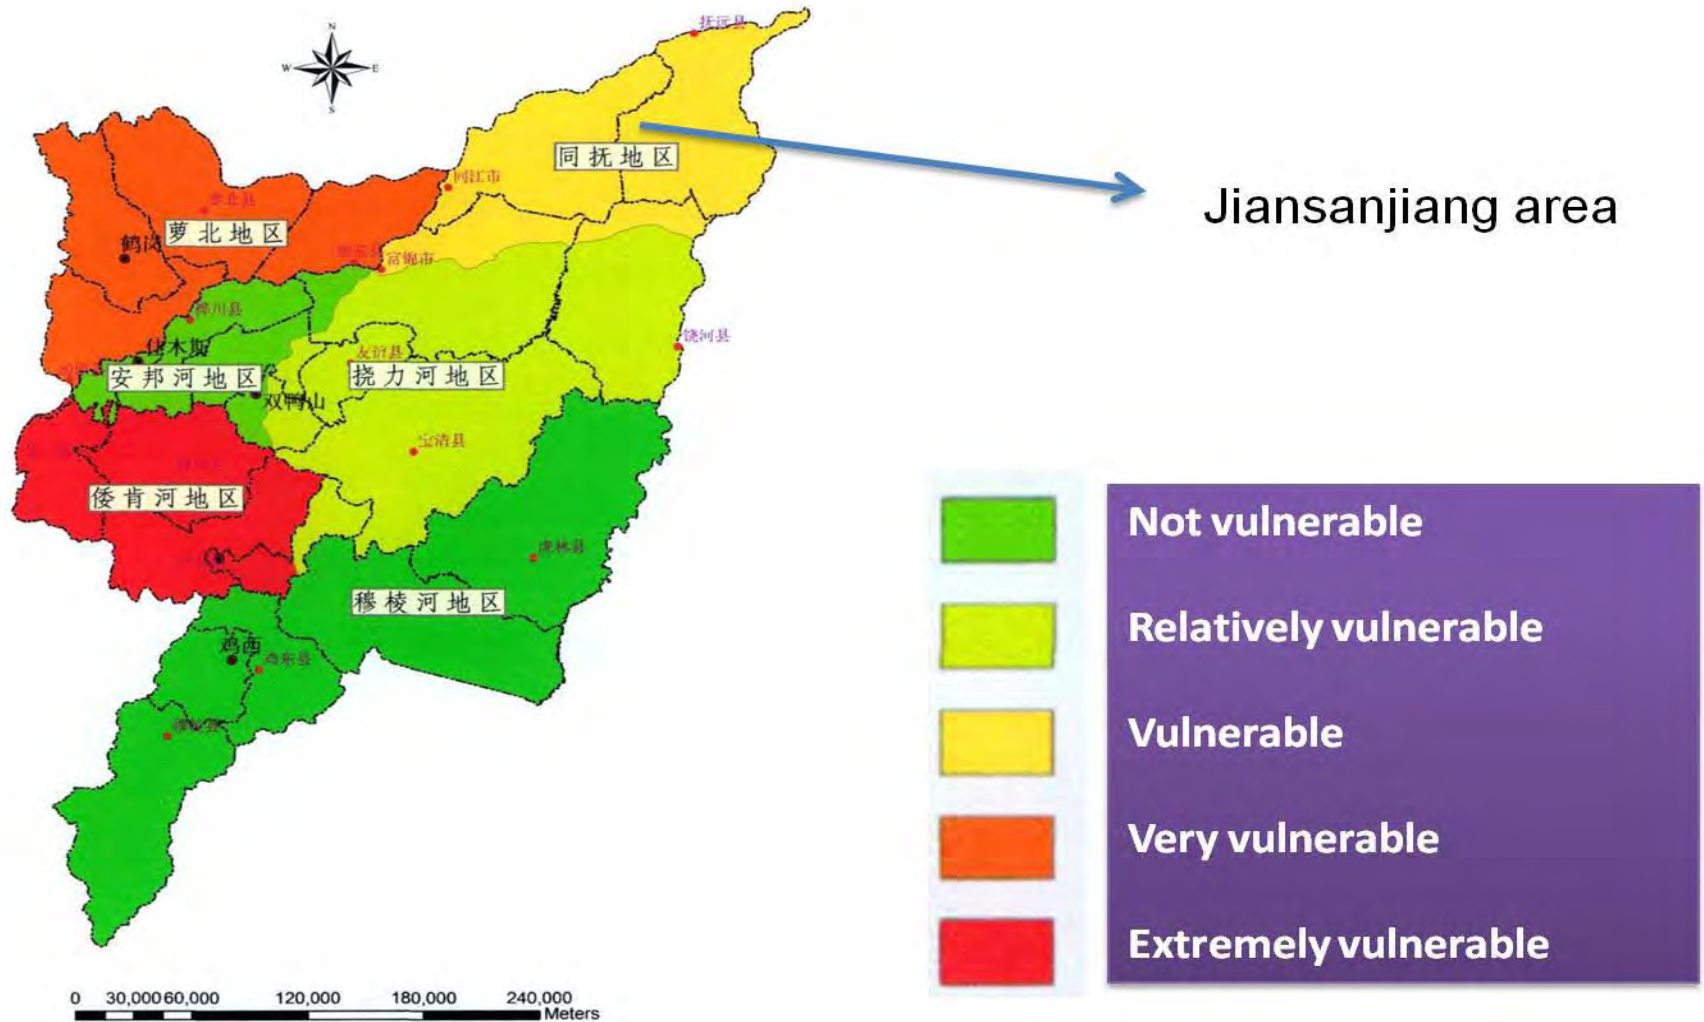 N
W
E
S
抚远县
同抚地区
同江市
Jiansanjiang area
萝北县
萝北地区
鹤岗
富锦市
桦川县
佳木斯
友谊县
饶河县
安邦河地区
挠力河地区
双鸭山
宝清县
倭肯河地区
虎林县
穆棱河地区
鸡西
鸡东县
Not vulnerable
Relatively vulnerable
Vulnerable
Very vulnerable
Extremely vulnerable
0 30,000 60,000 120,000 180,000 240,000
Meters